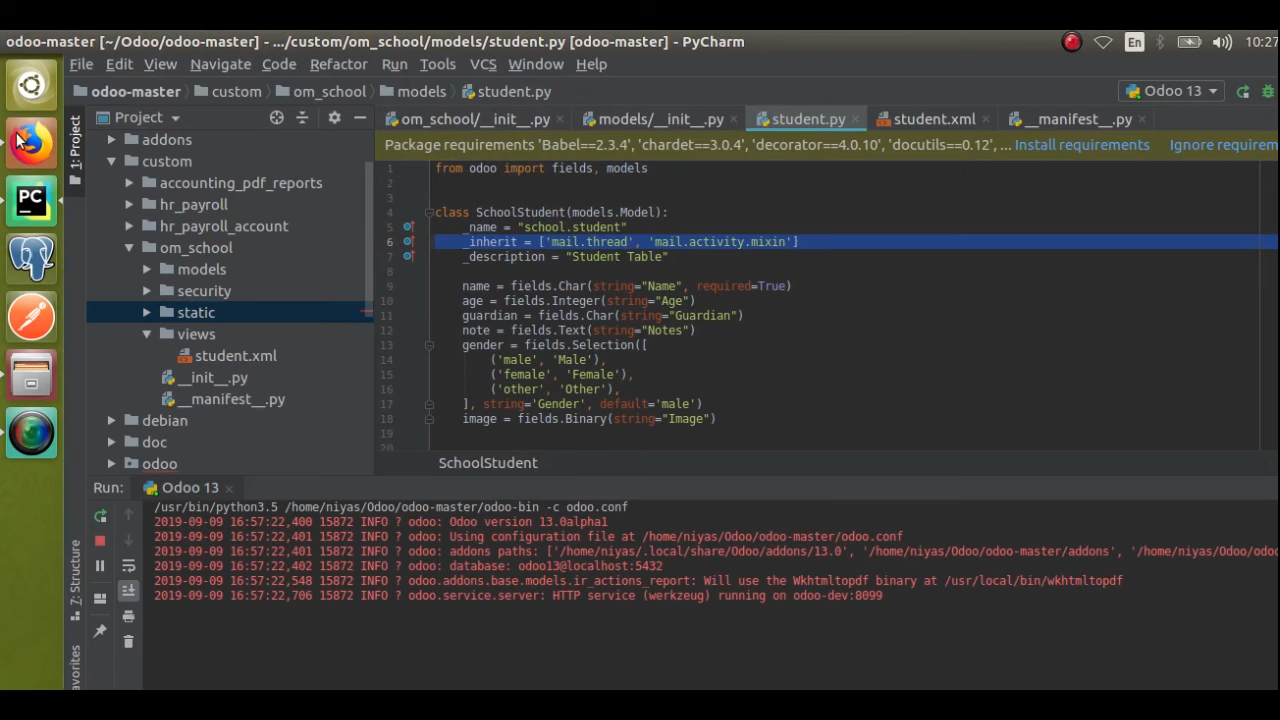 odoo-master [~/Odoo/odoo-master] - .../custom/om_school/models/student.py [odoo-master] - PyCharm
En
10:27
File Edit View Navigate Code Refactor Run Tools VCS Window Help
odoo-master custom om_school models student.py
Odoo 13
Project
om_school/__init__.py models/__init__.py student.py student.xml __manifest__.py
1: Project
Package requirements 'Babel==2.3.4', 'chardet==3.0.4', 'decorator==4.0.10', 'docutils==0.12', ... Install requirements Ignore requirem
addons
custom
accounting_pdf_reports
hr_payroll
hr_payroll_account
om_school
models
security
static
views
student.xml
__init__.py
__manifest__.py
debian
doc
odoo
1 from odoo import fields, models
2
3
4 class SchoolStudent(models.Model):
5 _name = "school.student"
6 _inherit = ['mail.thread', 'mail.activity.mixin']
7 _description = "Student Table"
8
9 name = fields.Char(string="Name", required=True)
10 age = fields.Integer(string="Age")
11 guardian = fields.Char(string="Guardian")
12 note = fields.Text(string="Notes")
13 gender = fields.Selection([
14 ('male', 'Male'),
15 ('female', 'Female'),
16 ('other', 'Other'),
17 ], string='Gender', default='male')
18 image = fields.Binary(string="Image")
19
20
SchoolStudent
Run: Odoo 13
/usr/bin/python3.5 /home/niyas/Odoo/odoo-master/odoo-bin -c odoo.conf
2019-09-09 16:57:22,400 15872 INFO ? odoo: Odoo version 13.0alpha1
2019-09-09 16:57:22,401 15872 INFO ? odoo: Using configuration file at /home/niyas/Odoo/odoo-master/odoo.conf
2019-09-09 16:57:22,401 15872 INFO ? odoo: addons paths: ['/home/niyas/.local/share/Odoo/addons/13.0', '/home/niyas/Odoo/odoo-master/addons', '/home/niyas/Od
2019-09-09 16:57:22,402 15872 INFO ? odoo: database: odoo13@localhost:5432
2019-09-09 16:57:22,548 15872 INFO ? odoo.addons.base.models.ir_actions_report: Will use the Wkhtmltopdf binary at /usr/local/bin/wkhtmltopdf
2019-09-09 16:57:22,706 15872 INFO ? odoo.service.server: HTTP service (werkzeug) running on odoo-dev:8099
7: Structure
avorites
PC